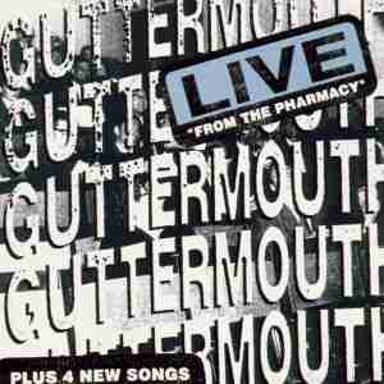 GUTTERMOUTH
LIVE
"FROM THE PHARMACY"
GUTTERMOUTH
GUTTERMOUTH
GUTTERMOUTH
GUTTERMOUTH
PLUS 4 NEW SONGS